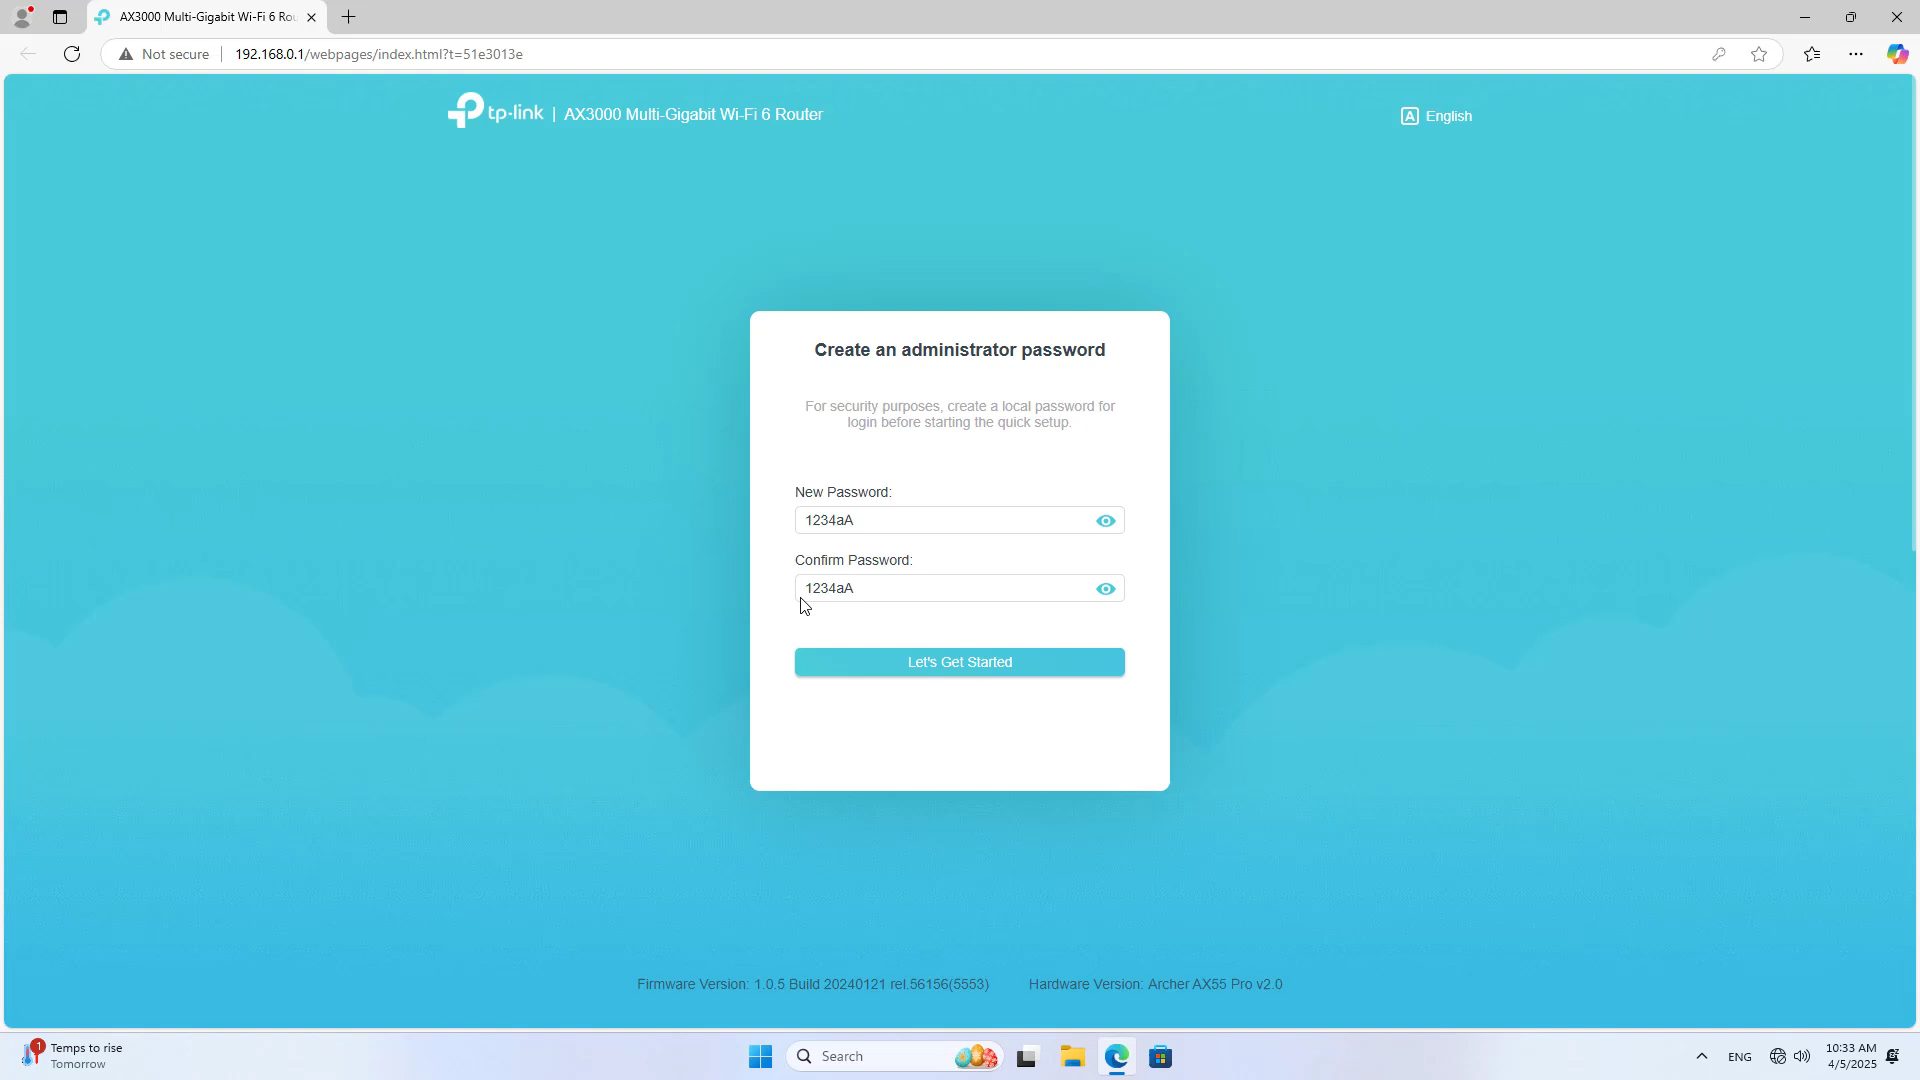 AX3000 Multi-Gigabit Wi-Fi 6 Rou
Not secure
192.168.0.1/webpages/index.html?t=51e3013e
tp-link | AX3000 Multi-Gigabit Wi-Fi 6 Router
A English
Create an administrator password
For security purposes, create a local password for
login before starting the quick setup.
New Password:
1234aA
Confirm Password:
1234aA
Let's Get Started
Firmware Version: 1.0.5 Build 20240121 rel.56156(5553)
Hardware Version: Archer AX55 Pro v2.0
1
Temps to rise
Tomorrow
Search
ENG
10:33 AM
4/5/2025